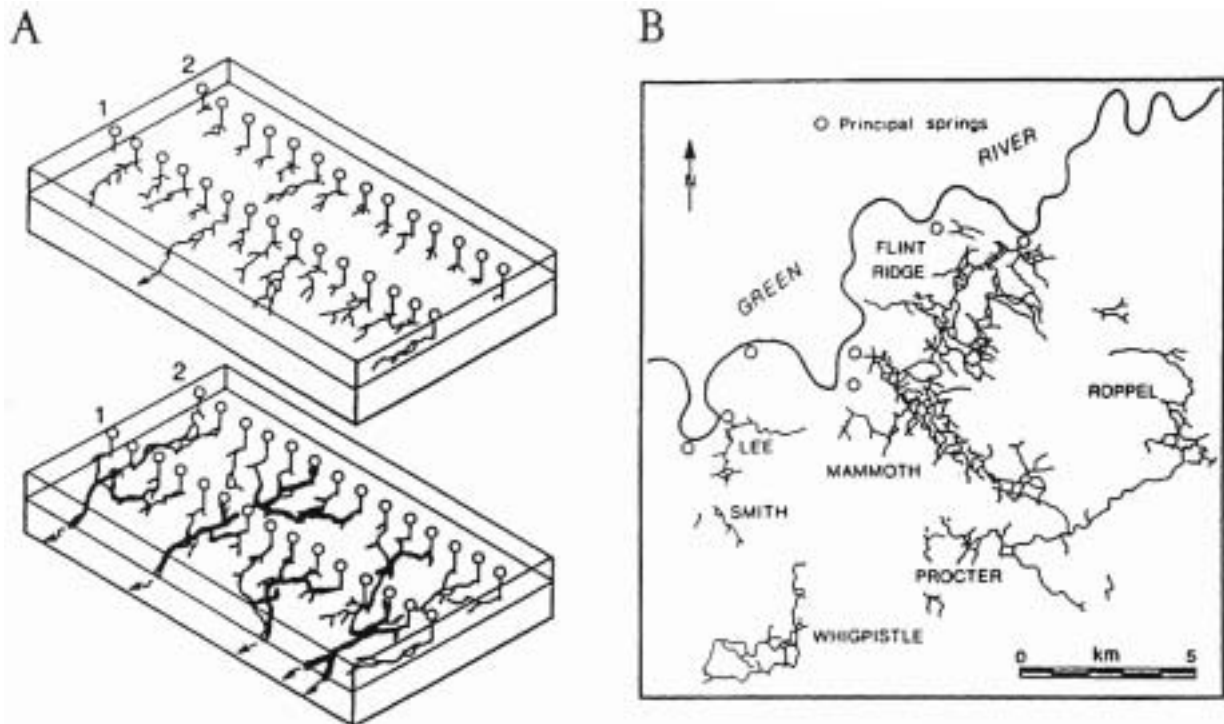 A
2
1
2
1
B
Principal springs
RIVER
N
FLINT
RIDGE
GREEN
ROPPEL
LEE
MAMMOTH
SMITH
PROCTER
WHIGPISTLE
0 km 5